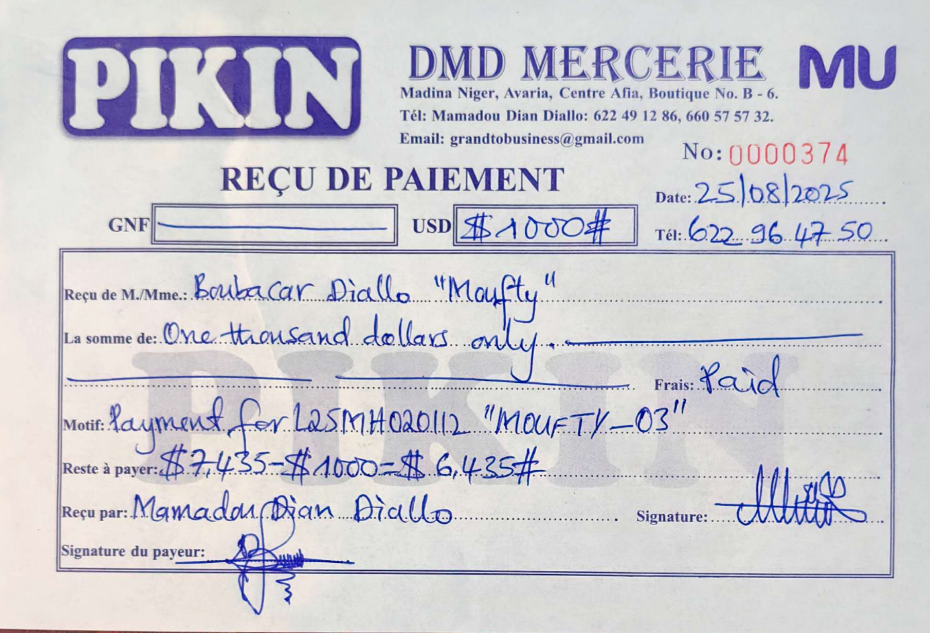 PIKIN
DMD MERCERIE
MU
Madina Niger, Avaria, Centre Afia, Boutique No. B - 6.
Tél: Mamadou Dian Diallo: 622 49 12 86, 660 57 57 32.
Email: grandtobusiness@gmail.com
No: 0000374
REÇU DE PAIEMENT
Date: 25/08/2025
GNF USD $1000#
Tél: 622 96 47 50
Reçu de M./Mme.: Boubacar Diallo "Moufty"
La somme de: One thousand dollars only.
Frais: Paid
Motif: Payment for L25MH020112 "MOUFTY-03"
Reste à payer: $7,435-$1000=$6,435#
Reçu par: Mamadou Dian Diallo Signature:
Signature du payeur:
PIKIN